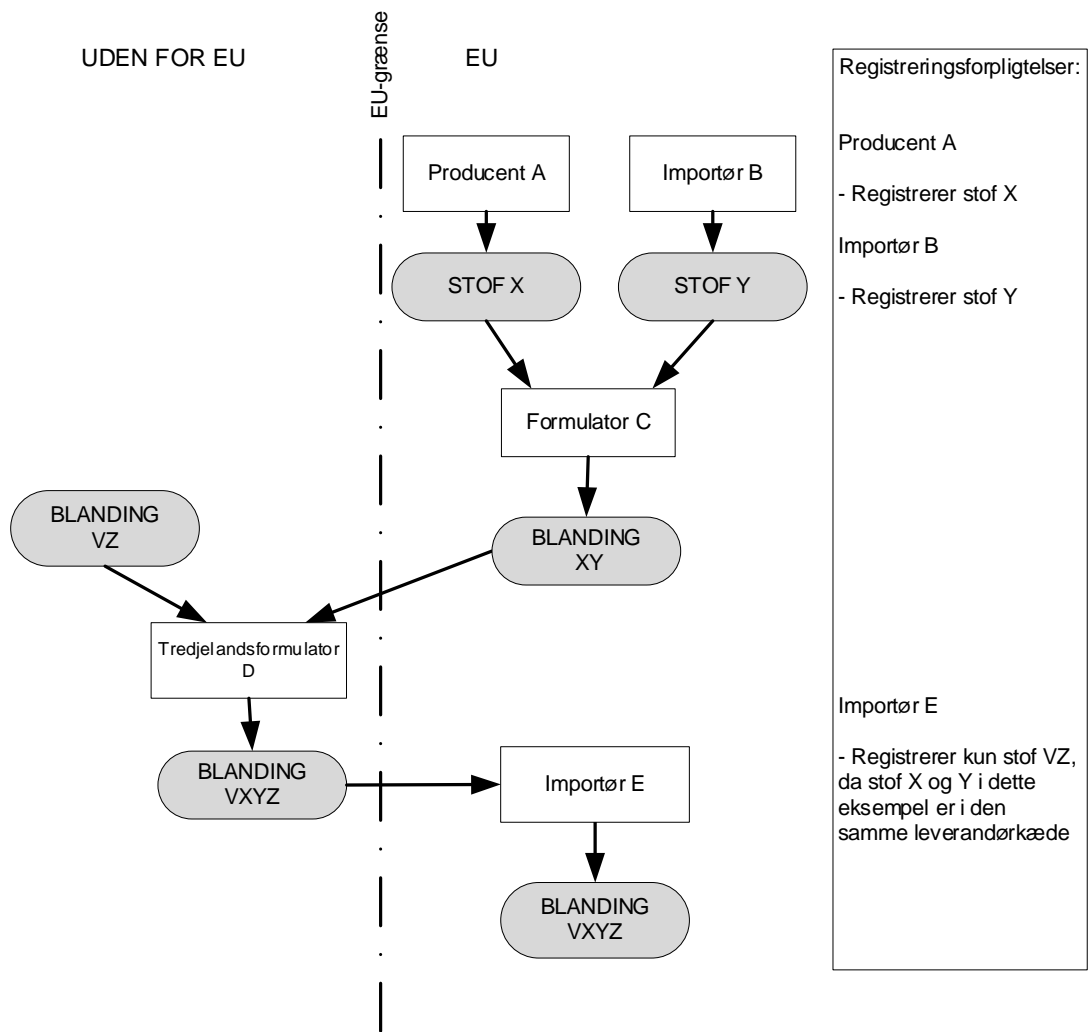 UDEN FOR EU
EU-grænse
EU
Producent A
Importør B
STOF X
STOF Y
Formulator C
BLANDING
VZ
BLANDING
XY
Tredjelandsformulator
D
BLANDING
VXYZ
Importør E
BLANDING
VXYZ
Registreringsforpligtelser:
Producent A
- Registrerer stof X
Importør B
- Registrerer stof Y
Importør E
- Registrerer kun stof VZ,
da stof X og Y i dette
eksempel er i den
samme leverandørkæde